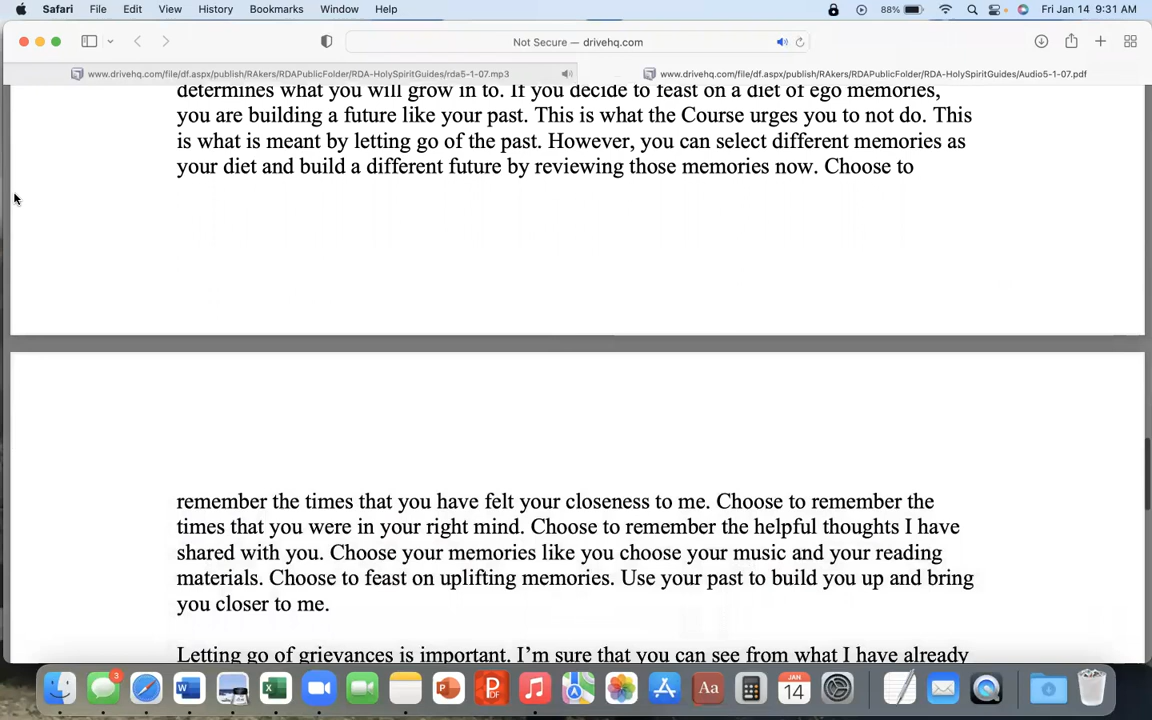 Safari File Edit View History Bookmarks Window Help 88% Fri Jan 14 9:31 AM
Not Secure — drivehq.com
www.drivehq.com/file/df.aspx/publish/RAkers/RDAPublicFolder/RDA-HolySpiritGuides/rda5-1-07.mp3 www.drivehq.com/file/df.aspx/publish/RAkers/RDAPublicFolder/RDA-HolySpiritGuides/Audio5-1-07.pdf
determines what you will grow in to. If you decide to feast on a diet of ego memories,
you are building a future like your past. This is what the Course urges you to not do. This
is what is meant by letting go of the past. However, you can select different memories as
your diet and build a different future by reviewing those memories now. Choose to
remember the times that you have felt your closeness to me. Choose to remember the
times that you were in your right mind. Choose to remember the helpful thoughts I have
shared with you. Choose your memories like you choose your music and your reading
materials. Choose to feast on uplifting memories. Use your past to build you up and bring
you closer to me.
Letting go of grievances is important. I'm sure that you can see from what I have already
3
W
X
P
PDF
Aa
JAN
14